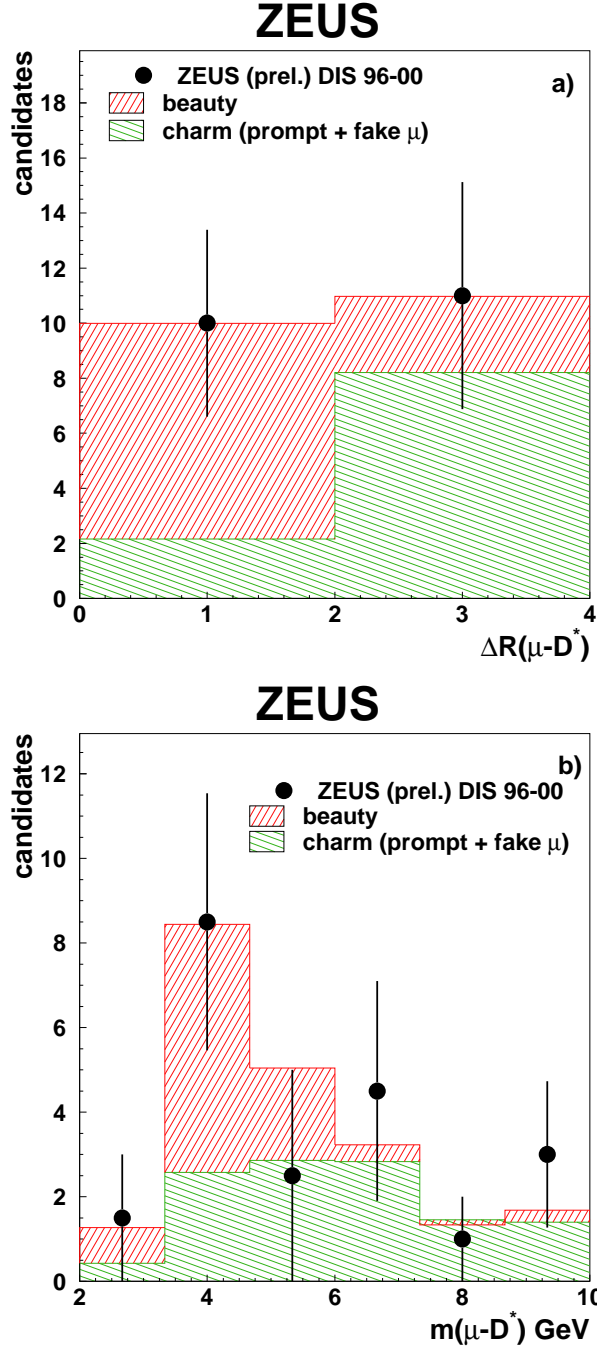 ZEUS
candidates
a)
ZEUS (prel.) DIS 96-00
beauty
charm (prompt + fake μ)
18
16
14
12
10
8
6
4
2
0
0 1 2 3 4
ΔR(μ-D*)
ZEUS
candidates
b)
ZEUS (prel.) DIS 96-00
beauty
charm (prompt + fake μ)
12
10
8
6
4
2
0
2 4 6 8 10
m(μ-D*) GeV